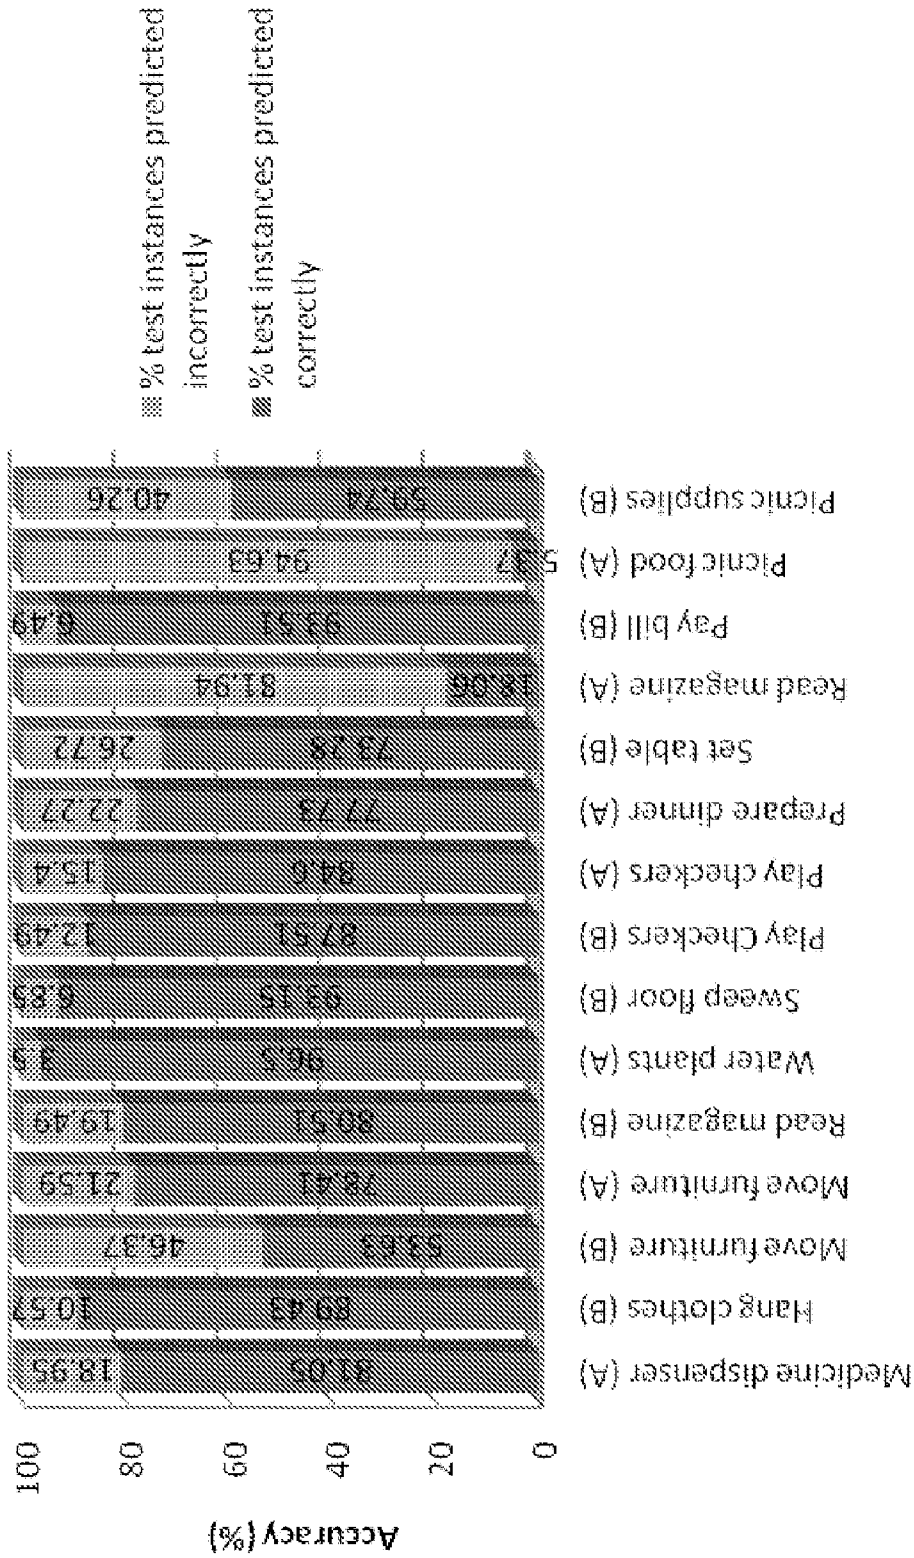 Accuracy (%)
100
80
60
40
20
0
18.95
10.57
46.37
21.59
19.49
3.5
6.85
12.49
15.4
22.27
26.72
81.94
6.49
94.63
40.26
81.05
89.43
53.63
78.41
80.51
96.5
93.15
87.51
84.6
77.73
73.28
18.06
93.51
5.37
59.74
Medicine dispenser (A)
Hang clothes (B)
Move furniture (B)
Move furniture (A)
Read magazine (B)
Water plants (A)
Sweep floor (B)
Play Checkers (B)
Play checkers (A)
Prepare dinner (A)
Set table (B)
Read magazine (A)
Pay bill (B)
Picnic food (A)
Picnic supplies (B)
% test instances predicted
incorrectly
% test instances predicted
correctly